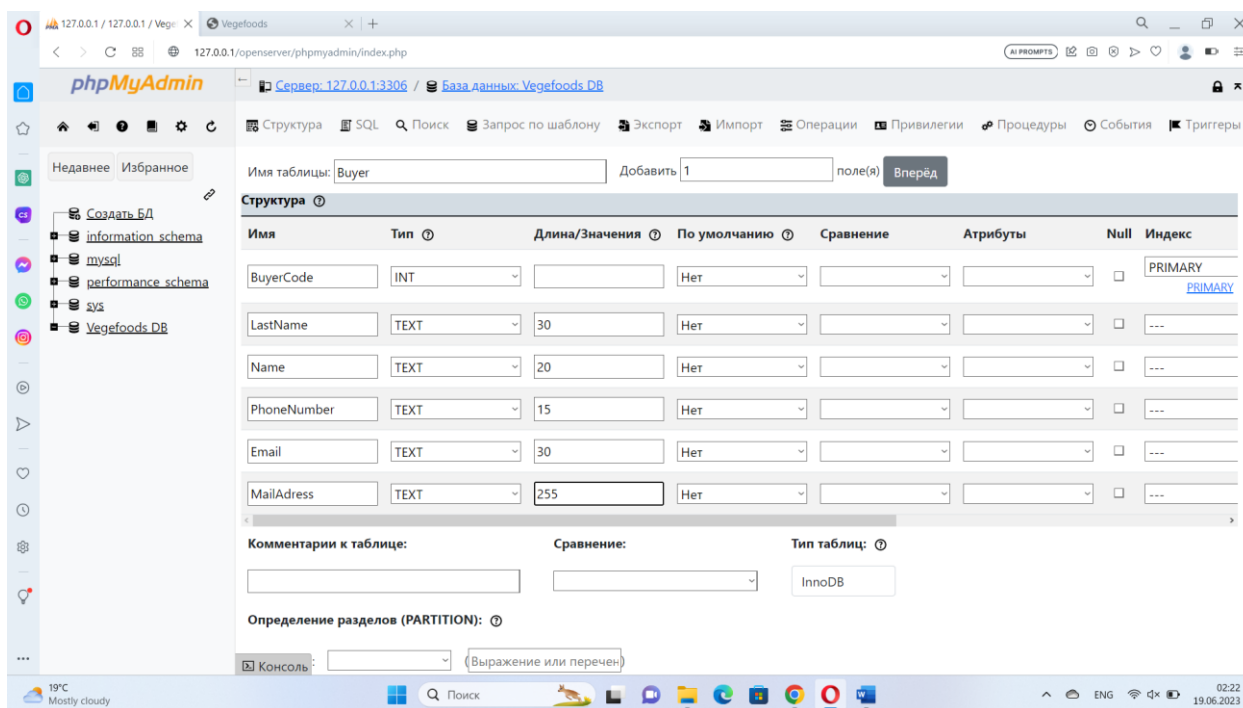 127.0.0.1 / 127.0.0.1 / Vege
Vegefoods
127.0.0.1/openserver/phpmyadmin/index.php
AI PROMPTS
phpMyAdmin
Сервер: 127.0.0.1:3306 / База данных: Vegefoods DB
Структура SQL Поиск Запрос по шаблону Экспорт Импорт Операции Привилегии Процедуры События Триггеры
Недавнее Избранное
Создать БД
information_schema
mysql
performance_schema
sys
Vegefoods DB
Имя таблицы: Buyer Добавить 1 поле(я) Вперёд
Структура
Имя Тип Длина/Значения По умолчанию Сравнение Атрибуты Null Индекс
BuyerCode INT Нет PRIMARY
PRIMARY
LastName TEXT 30 Нет ---
Name TEXT 20 Нет ---
PhoneNumber TEXT 15 Нет ---
Email TEXT 30 Нет ---
MailAdress TEXT 255 Нет ---
Комментарии к таблице: Сравнение: Тип таблиц:
InnoDB
Определение разделов (PARTITION):
(Выражение или перечен)
Консоль
19°C
Mostly cloudy
Поиск
ENG
02:22
19.06.2023